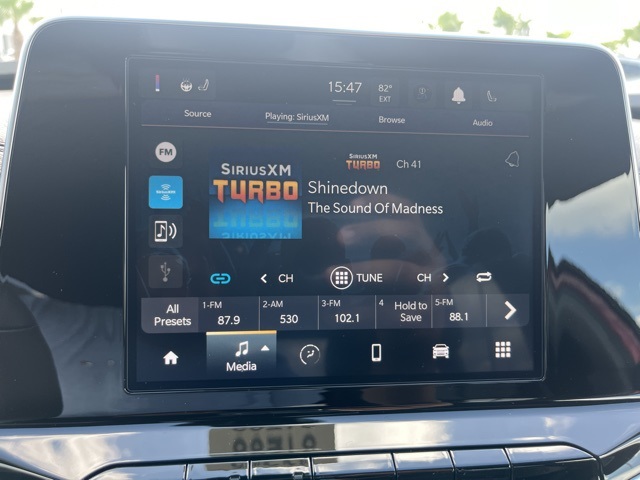 15:47 82°
EXT
Source Playing: SiriusXM Browse Audio
FM
SIRIUSXM
TURBO
SIRIUSXM
TURBO
Ch 41
Shinedown
The Sound Of Madness
CH TUNE CH
All
Presets
1-FM
87.9
2-AM
530
3-FM
102.1
4
Hold to
Save
5-FM
88.1
Media